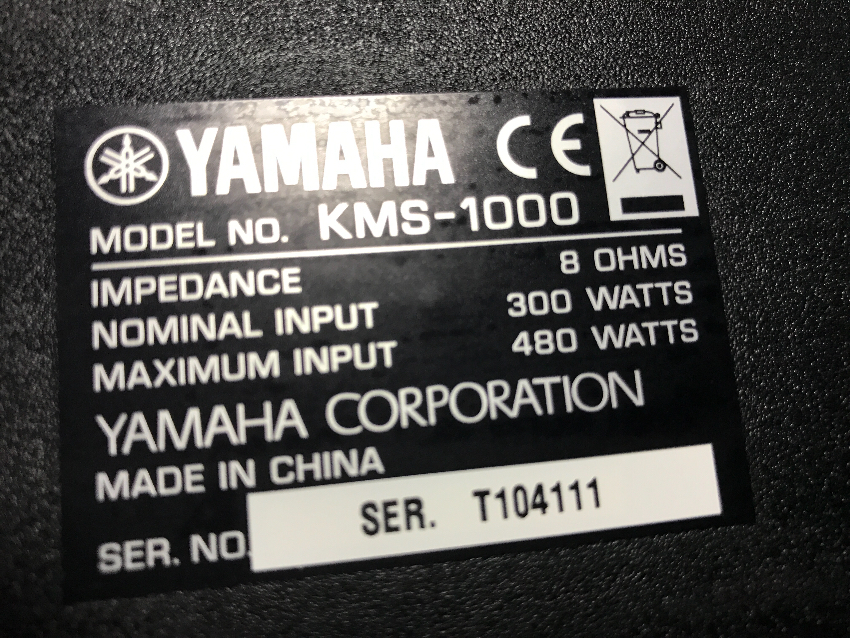 YAMAHA CE
MODEL NO. KMS-1000
IMPEDANCE 8 OHMS
NOMINAL INPUT 300 WATTS
MAXIMUM INPUT 480 WATTS
YAMAHA CORPORATION
MADE IN CHINA
SER. NO. SER. T104111